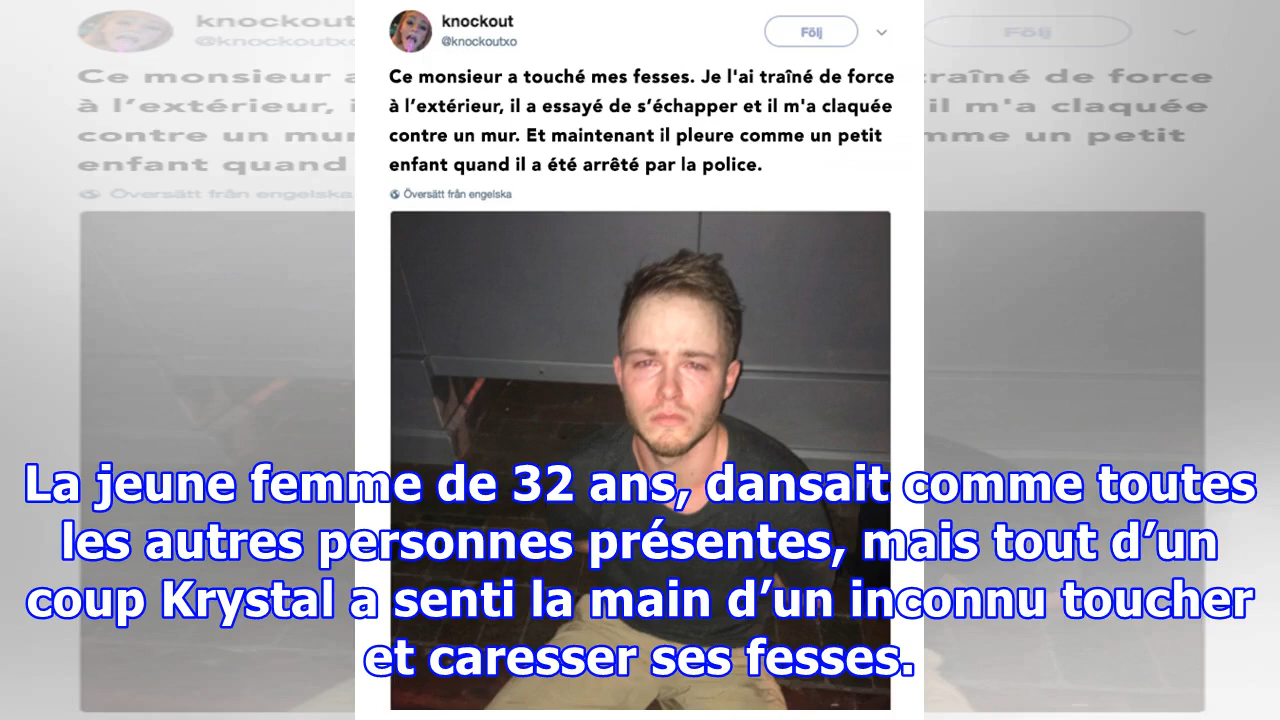 knockout
@knockoutxo
Följ
Ce monsieur a touché mes fesses. Je l'ai traîné de force
à l’extérieur, il a essayé de s’échapper et il m'a claquée
contre un mur. Et maintenant il pleure comme un petit
enfant quand il a été arrêté par la police.
Översätt från engelska
La jeune femme de 32 ans, dansait comme toutes
les autres personnes présentes, mais tout d’un
coup Krystal a senti la main d’un inconnu toucher
et caresser ses fesses.